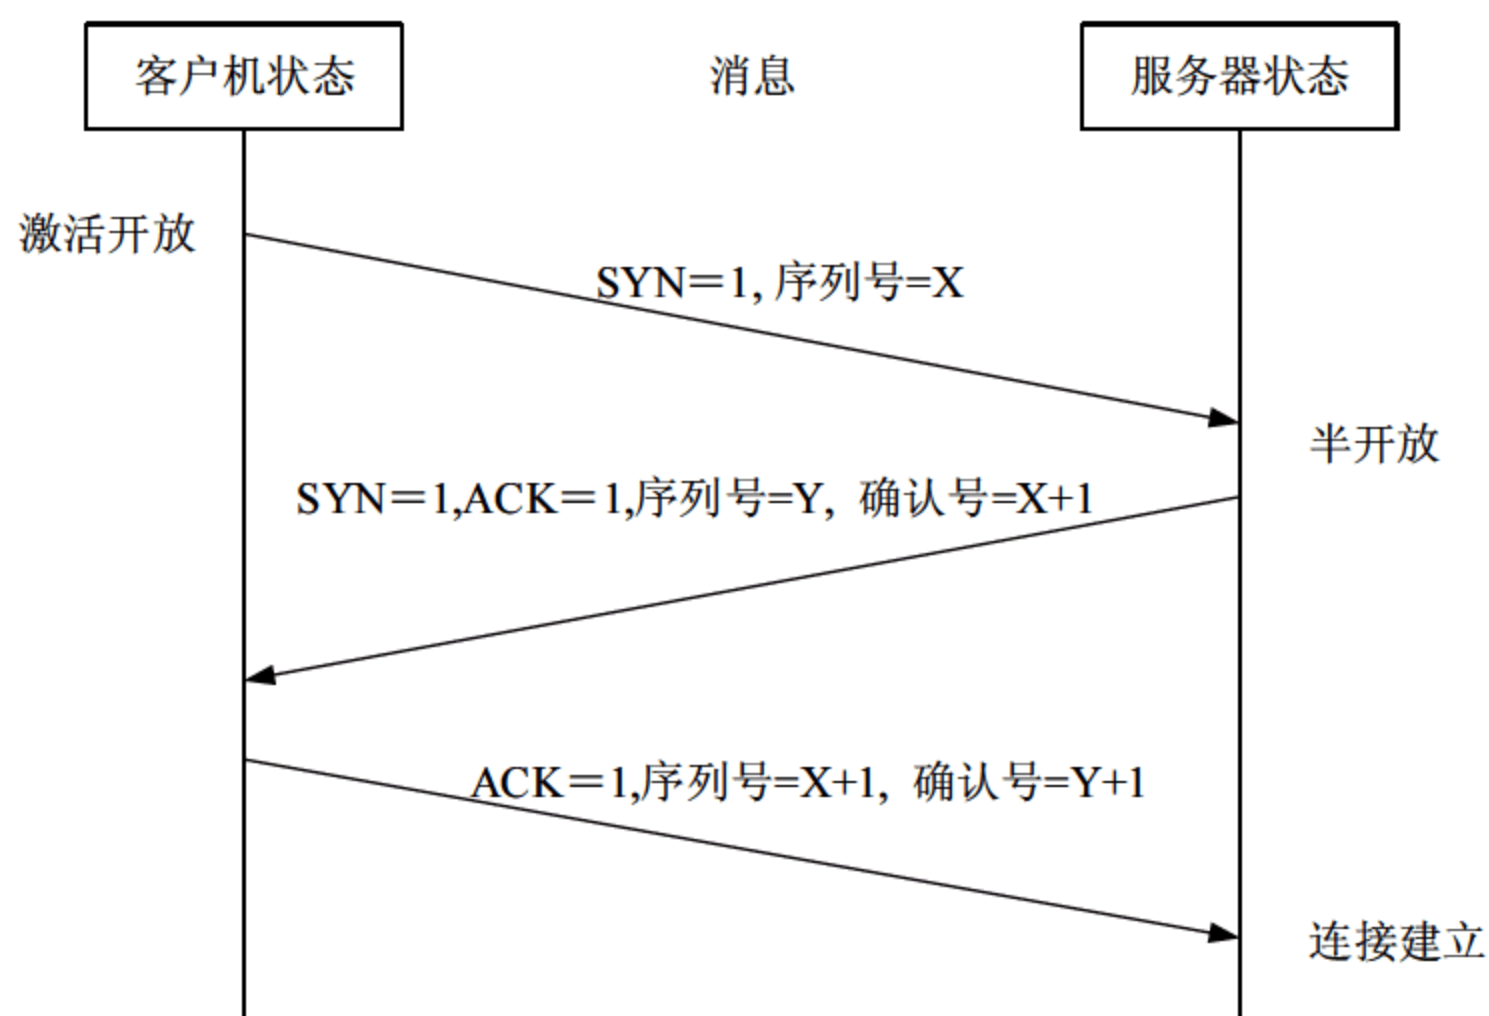 客户机状态
消息
服务器状态
激活开放
SYN＝1, 序列号=X
半开放
SYN＝1,ACK＝1,序列号=Y, 确认号=X+1
ACK＝1,序列号=X+1, 确认号=Y+1
连接建立